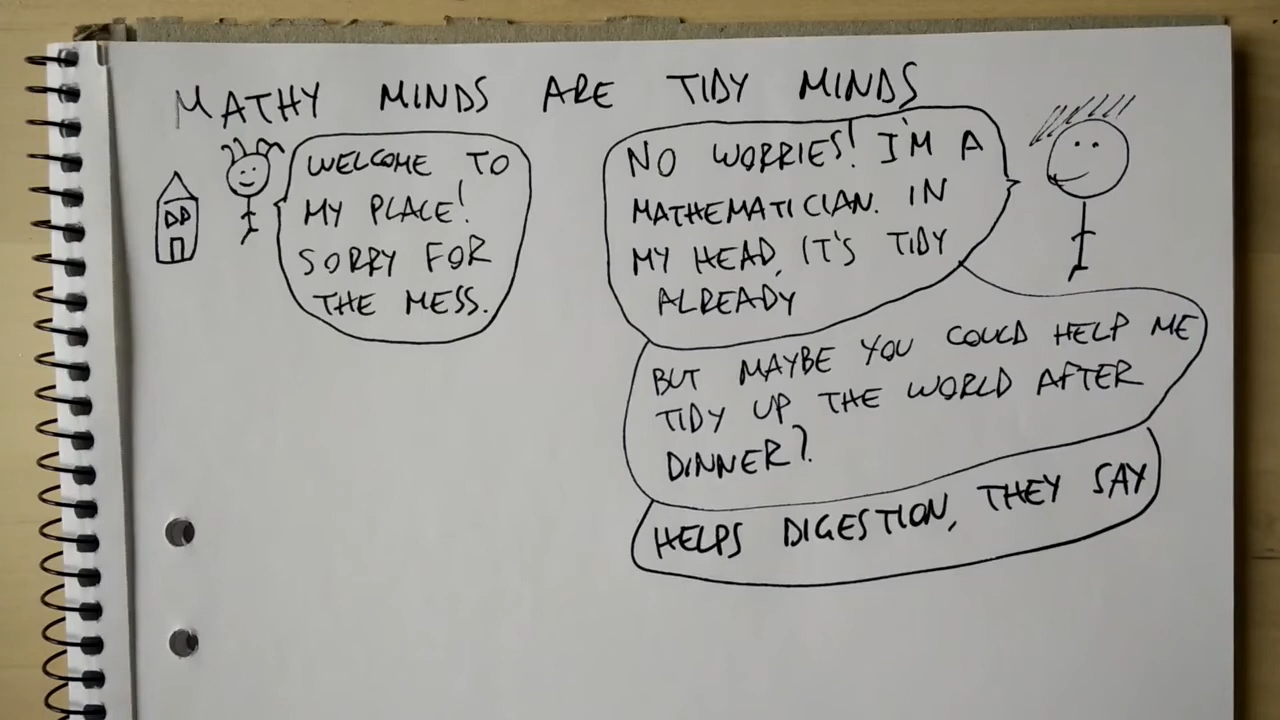 MATHY MINDS ARE TIDY MINDS
WELCOME TO
MY PLACE!
SORRY FOR
THE MESS.
NO WORRIES! I'M A
MATHEMATICIAN. IN
MY HEAD, IT'S TIDY
ALREADY
BUT MAYBE YOU COULD HELP ME
TIDY UP THE WORLD AFTER
DINNER?
HELPS DIGESTION, THEY SAY